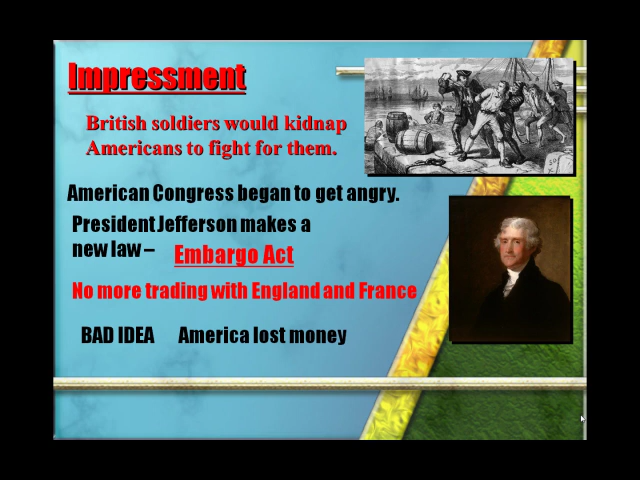 Impressment
British soldiers would kidnap
Americans to fight for them.
American Congress began to get angry.
President Jefferson makes a
new law – Embargo Act
No more trading with England and France
BAD IDEA America lost money